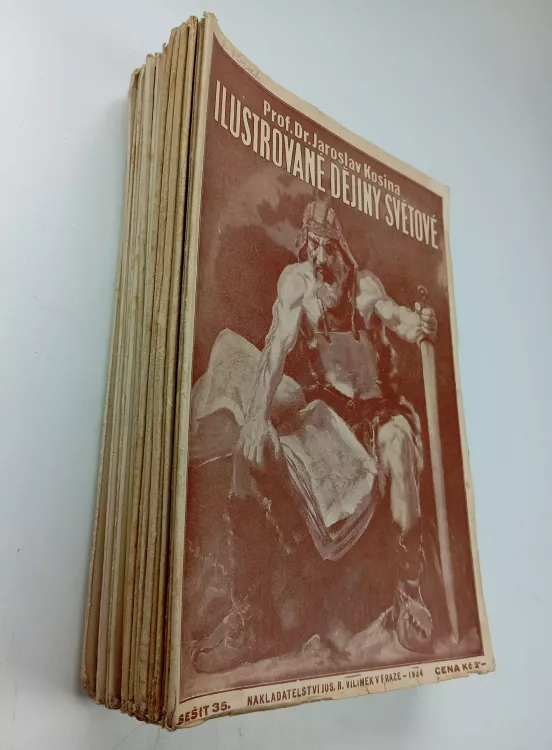 Prof. Dr. Jaroslav Kosina
ILUSTROVANÉ DĚJINY SVĚTOVÉ
SEŠIT 35.
NAKLADATELSTVÍ JOS. R. VILÍMEK V PRAZE – 1934
CENA Kč 2·–